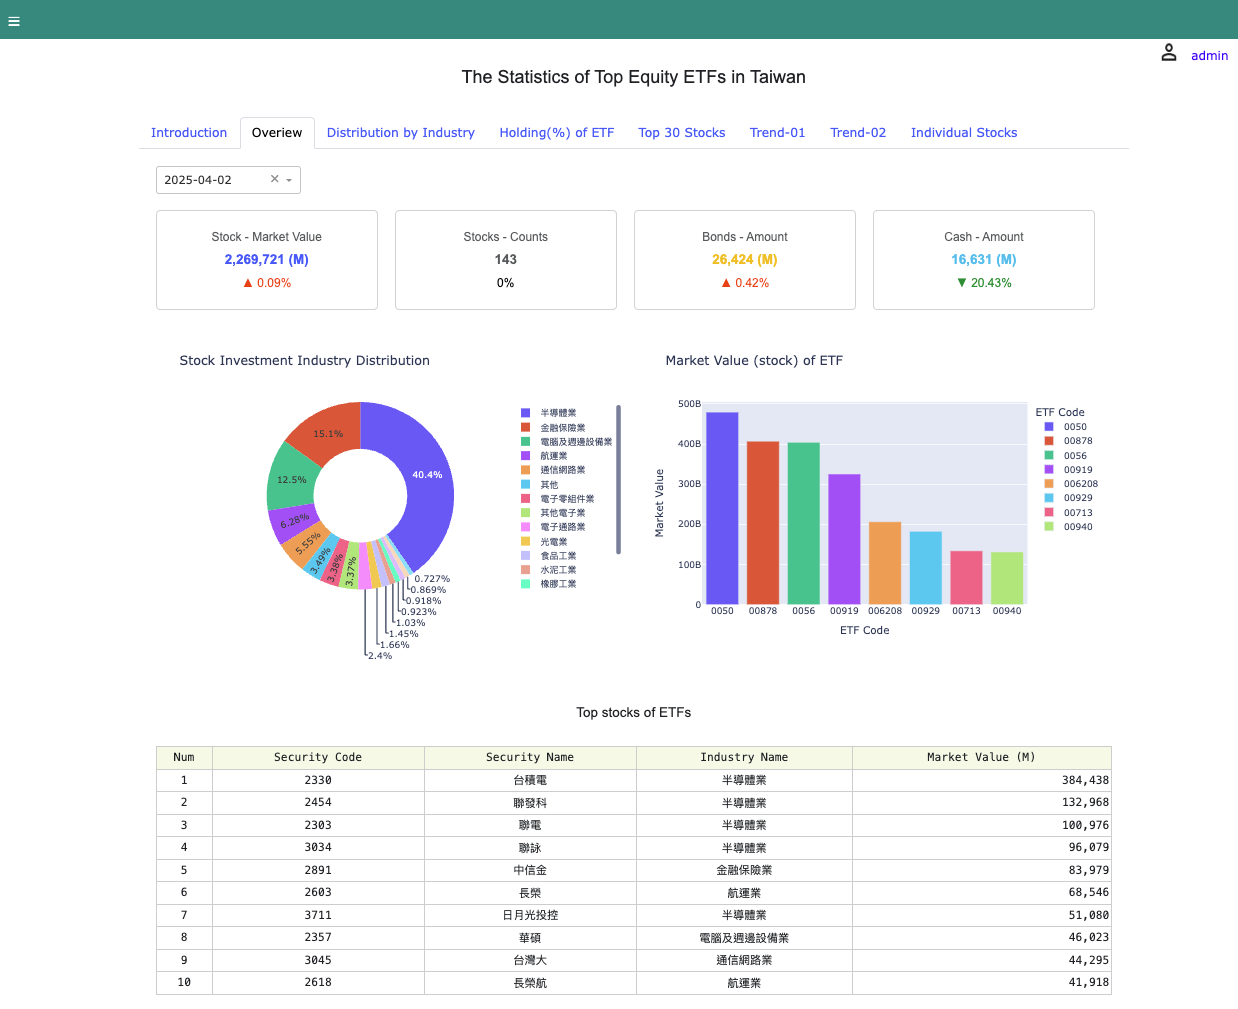 admin
The Statistics of Top Equity ETFs in Taiwan
Introduction Overiew Distribution by Industry Holding(%) of ETF Top 30 Stocks Trend-01 Trend-02 Individual Stocks
2025-04-02
Stock - Market Value
2,269,721 (M)
▲ 0.09%
Stocks - Counts
143
0%
Bonds - Amount
26,424 (M)
▲ 0.42%
Cash - Amount
16,631 (M)
▼ 20.43%
Stock Investment Industry Distribution
40.4%
15.1%
12.5%
6.28%
5.55%
3.49%
3.38%
3.37%
0.727%
0.869%
0.918%
0.923%
1.03%
1.45%
1.66%
2.4%
半導體業
金融保險業
電腦及週邊設備業
航運業
通信網路業
其他
電子零組件業
其他電子業
電子通路業
光電業
食品工業
水泥工業
橡膠工業
Market Value (stock) of ETF
Market Value
500B
400B
300B
200B
100B
0
0050 00878 0056 00919 006208 00929 00713 00940
ETF Code
ETF Code
0050
00878
0056
00919
006208
00929
00713
00940
Top stocks of ETFs
Num Security Code Security Name Industry Name Market Value (M)
1 2330 台積電 半導體業 384,438
2 2454 聯發科 半導體業 132,968
3 2303 聯電 半導體業 100,976
4 3034 聯詠 半導體業 96,079
5 2891 中信金 金融保險業 83,979
6 2603 長榮 航運業 68,546
7 3711 日月光投控 半導體業 51,080
8 2357 華碩 電腦及週邊設備業 46,023
9 3045 台灣大 通信網路業 44,295
10 2618 長榮航 航運業 41,918